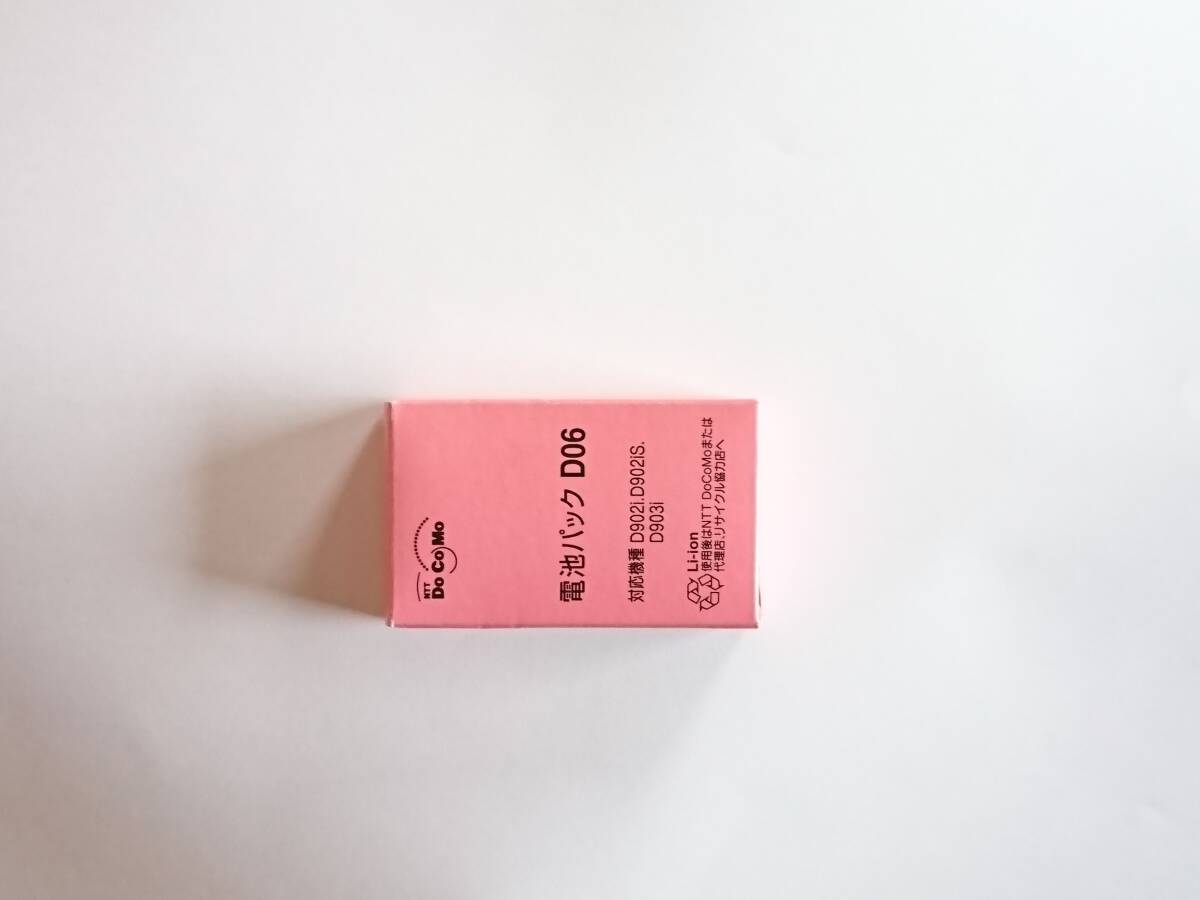 NTT
DoCoMo
電池パック D06
対応機種 D902i.D902iS.
D903i
Li-ion
使用後はNTT DoCoMoまたは
代理店.リサイクル協力店へ